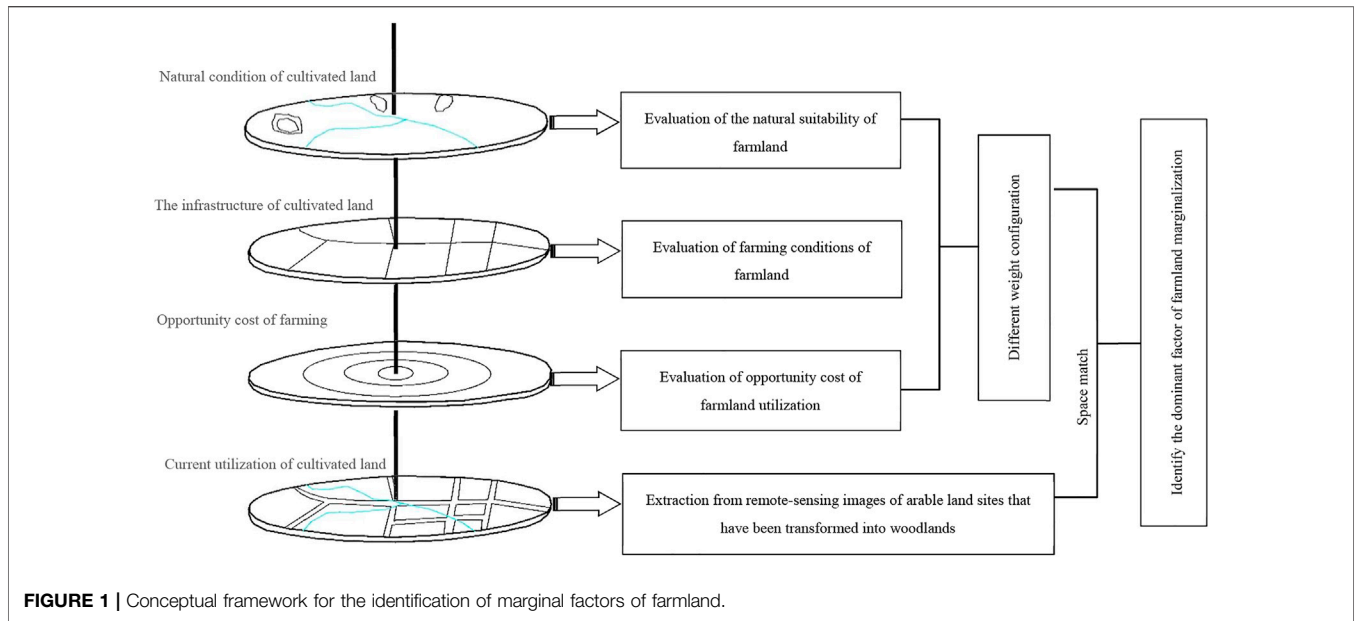 Natural condition of cultivated land
Evaluation of the natural suitability of
farmland
The infrastructure of cultivated land
Evaluation of farming conditions of
farmland
Opportunity cost of farming
Evaluation of opportunity cost of
farmland utilization
Current utilization of cultivated land
Extraction from remote-sensing images of arable land sites that
have been transformed into woodlands
Different weight configuration
Space match
Identify the dominant factor of farmland marginalization
FIGURE 1 | Conceptual framework for the identification of marginal factors of farmland.